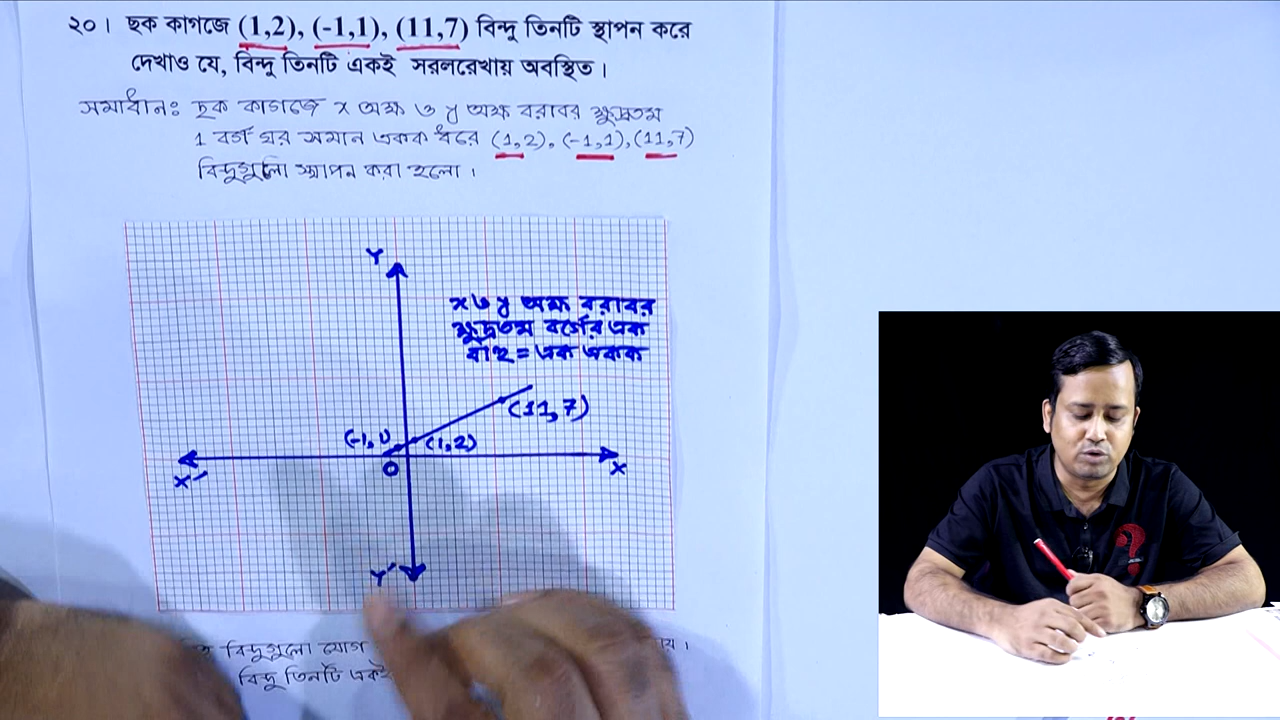 ২০। ছক কাগজে (1,2), (-1,1), (11,7) বিন্দু তিনটি স্থাপন করে
দেখাও যে, বিন্দু তিনটি একই সরলরেখায় অবস্থিত।
সমাধানঃ ছক কাগজে x অক্ষ ও y অক্ষ বরাবর ক্ষুদ্রতম
1 বর্গ ঘর সমান একক ধরে (1,2), (-1,1), (11,7)
বিন্দুগুলো স্থাপন করা হলো।
Y
x ও y অক্ষ বরাবর
ক্ষুদ্রতম বর্গের এক
বাহু = এক একক
(11,7)
(-1,1) (1,2)
X' O X
Y'
বিন্দুগুলো যোগ
বিন্দু তিনটি একই